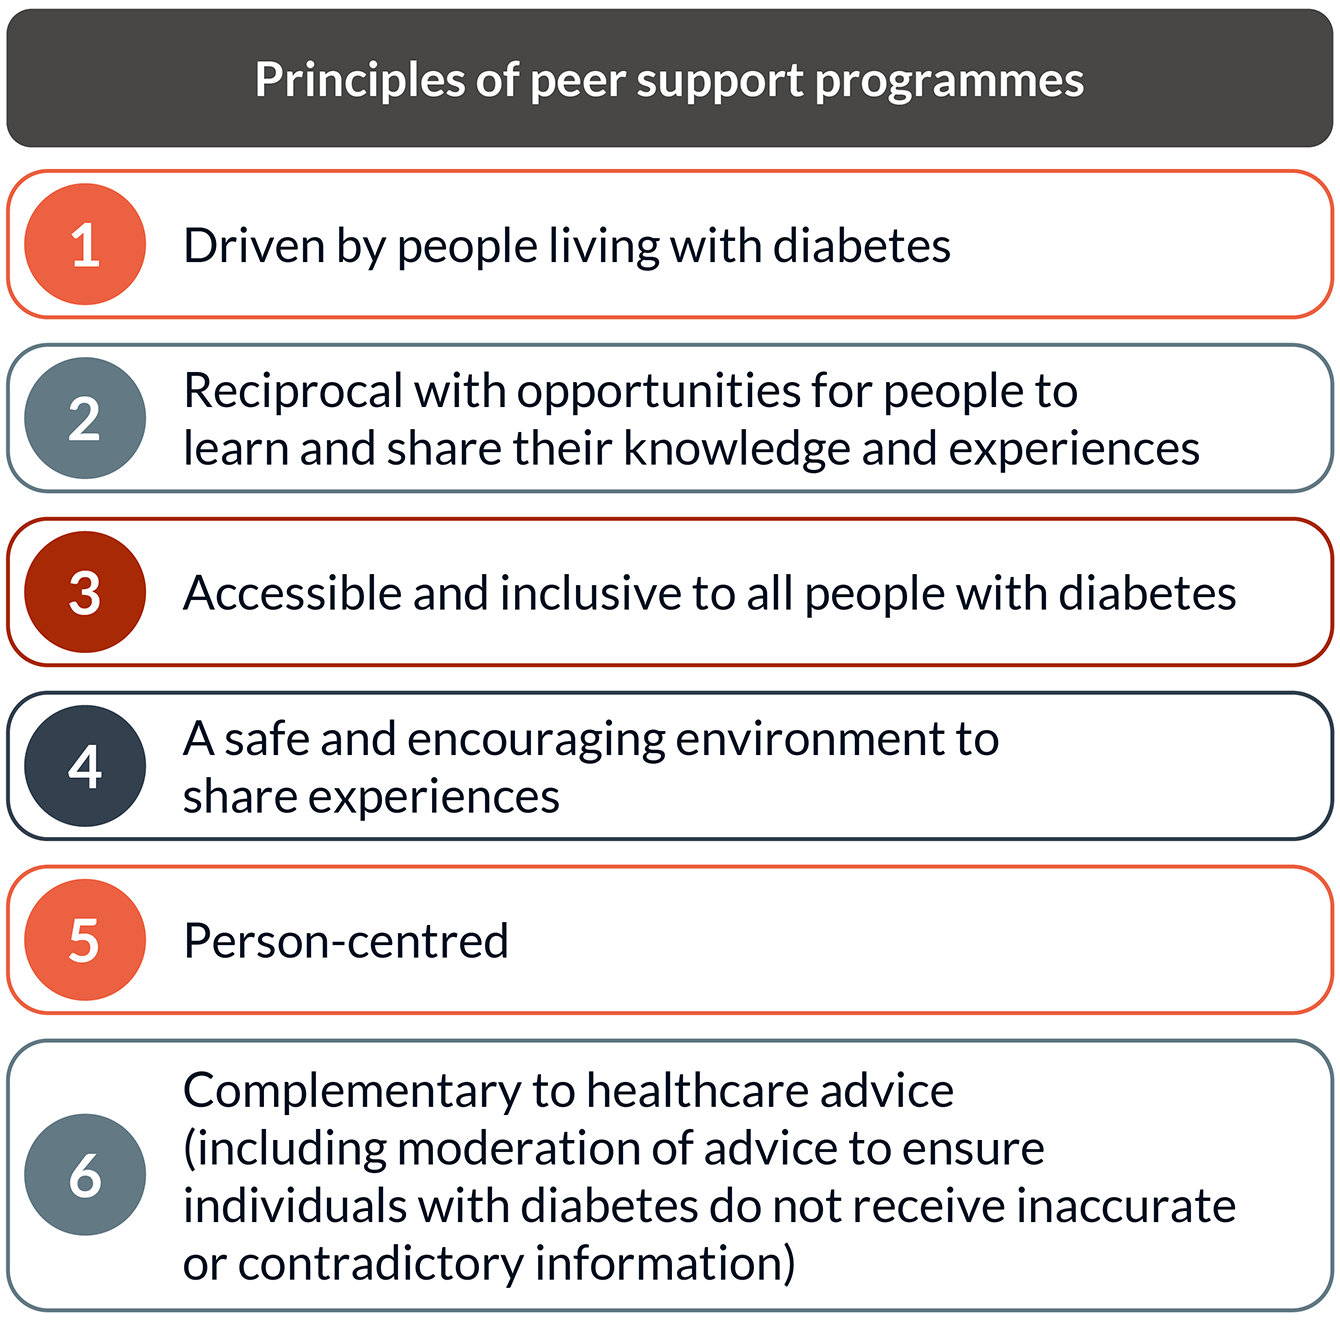 Principles of peer support programmes
1
Driven by people living with diabetes
2
Reciprocal with opportunities for people to
learn and share their knowledge and experiences
3
Accessible and inclusive to all people with diabetes
4
A safe and encouraging environment to
share experiences
5
Person-centred
6
Complementary to healthcare advice
(including moderation of advice to ensure
individuals with diabetes do not receive inaccurate
or contradictory information)